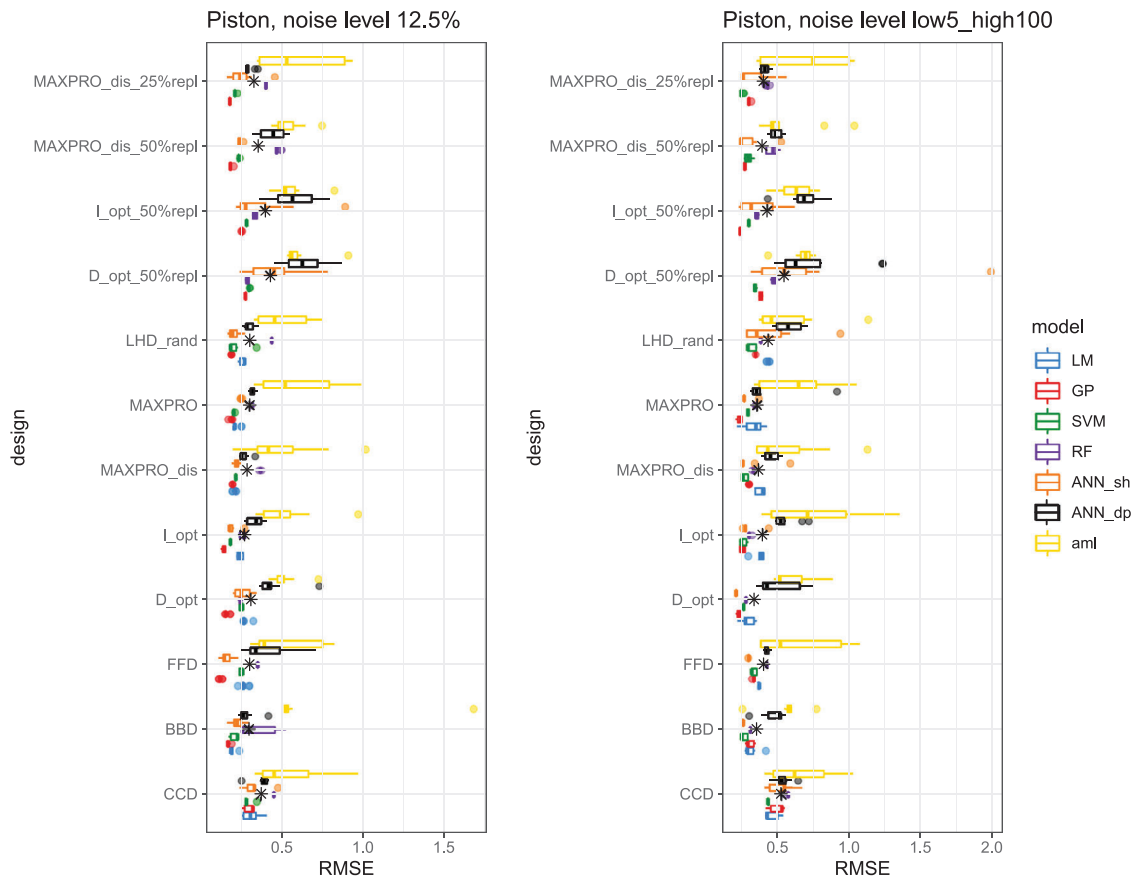 Piston, noise level 12.5%
design
MAXPRO_dis_25%repl
MAXPRO_dis_50%repl
I_opt_50%repl
D_opt_50%repl
LHD_rand
MAXPRO
MAXPRO_dis
I_opt
D_opt
FFD
BBD
CCD
0.5 1.0 1.5
RMSE
Piston, noise level low5_high100
design
MAXPRO_dis_25%repl
MAXPRO_dis_50%repl
I_opt_50%repl
D_opt_50%repl
LHD_rand
MAXPRO
MAXPRO_dis
I_opt
D_opt
FFD
BBD
CCD
0.5 1.0 1.5 2.0
RMSE
model
LM
GP
SVM
RF
ANN_sh
ANN_dp
aml